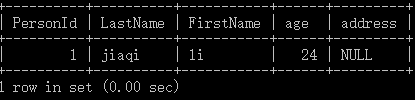 +----------+----------+-----------+------+---------+
| PersonId | LastName | FirstName | age | address |
+----------+----------+-----------+------+---------+
| 1 | jiaqi | li | 24 | NULL |
+----------+----------+-----------+------+---------+
1 row in set (0.00 sec)